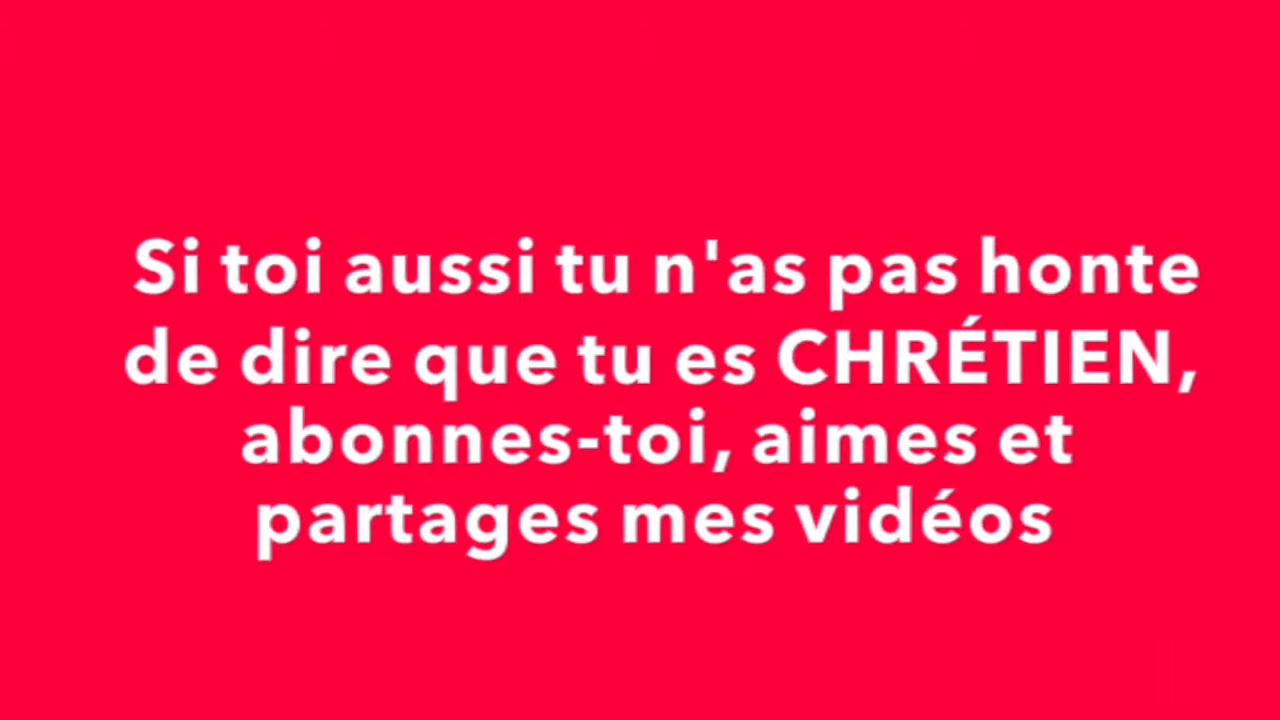 Si toi aussi tu n'as pas honte
de dire que tu es CHRÉTIEN,
abonnes-toi, aimes et
partages mes vidéos